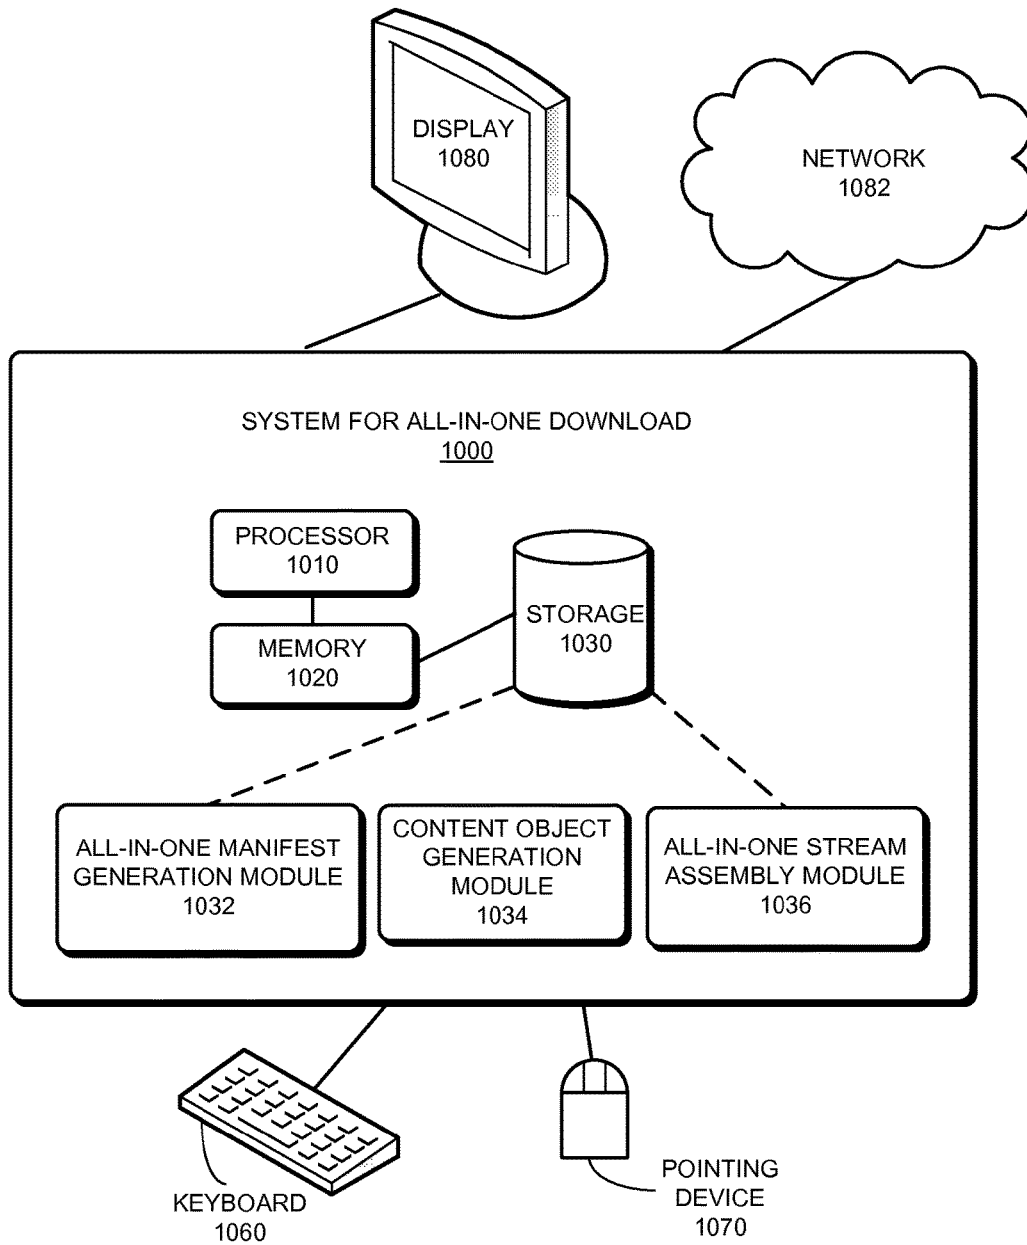 DISPLAY
1080
NETWORK
1082
SYSTEM FOR ALL-IN-ONE DOWNLOAD
1000
PROCESSOR
1010
MEMORY
1020
STORAGE
1030
ALL-IN-ONE MANIFEST
GENERATION MODULE
1032
CONTENT OBJECT
GENERATION
MODULE
1034
ALL-IN-ONE STREAM
ASSEMBLY MODULE
1036
KEYBOARD
1060
POINTING
DEVICE
1070